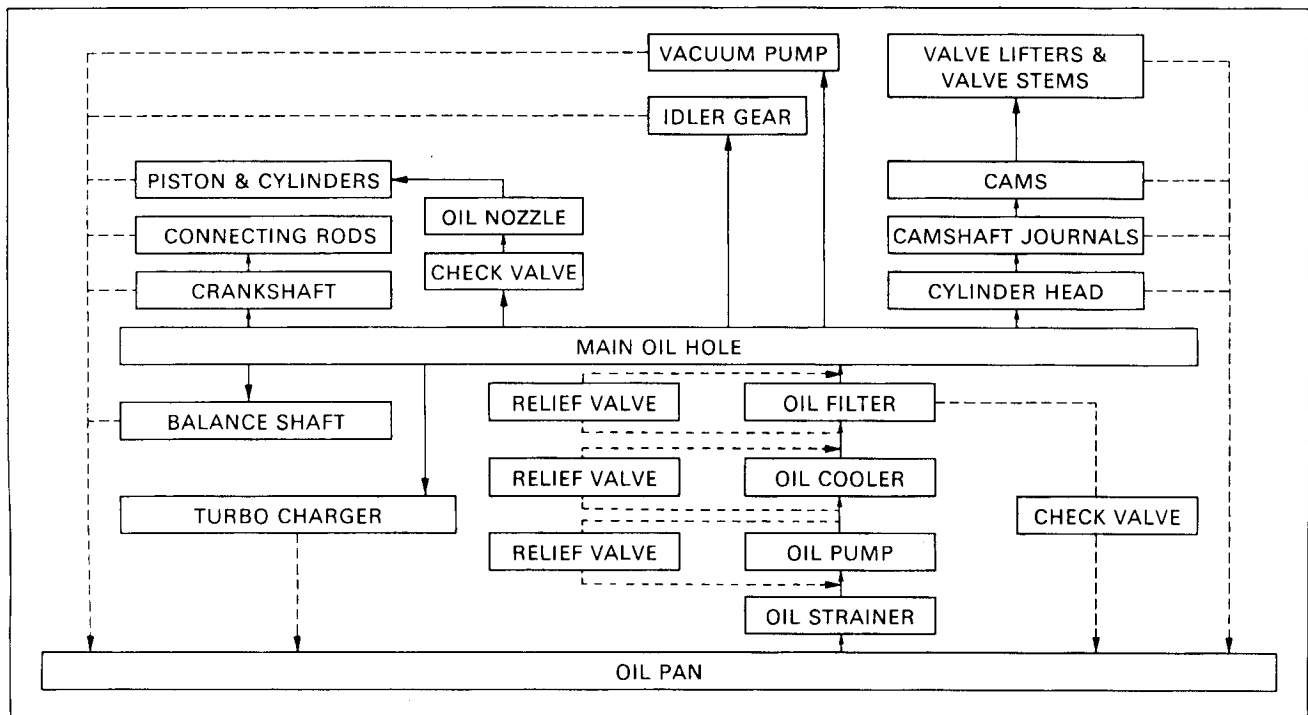 VACUUM PUMP
VALVE LIFTERS &
VALVE STEMS
IDLER GEAR
PISTON & CYLINDERS
CAMS
OIL NOZZLE
CONNECTING RODS
CAMSHAFT JOURNALS
CHECK VALVE
CRANKSHAFT
CYLINDER HEAD
MAIN OIL HOLE
RELIEF VALVE
OIL FILTER
BALANCE SHAFT
RELIEF VALVE
OIL COOLER
TURBO CHARGER
CHECK VALVE
RELIEF VALVE
OIL PUMP
OIL STRAINER
OIL PAN